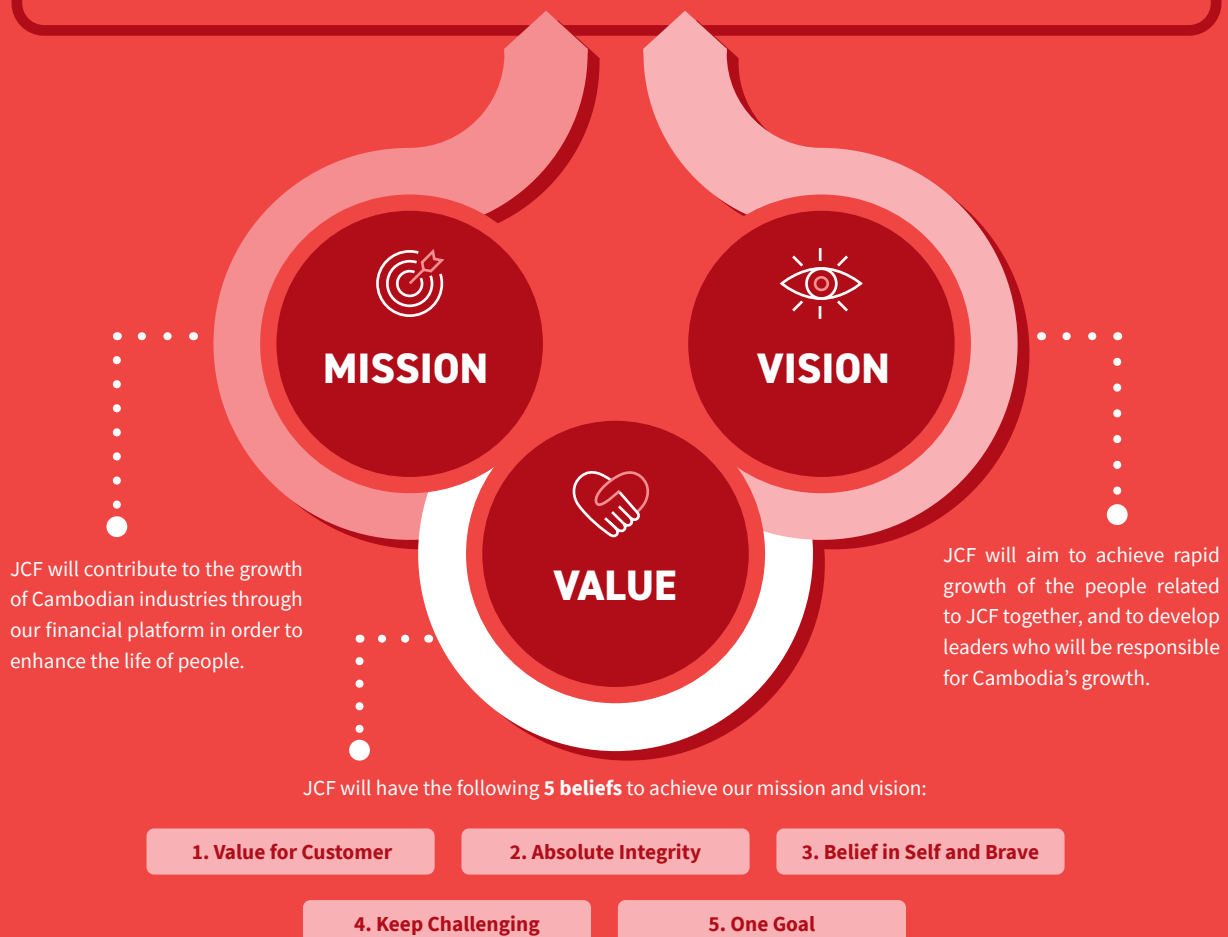 MISSION
VISION
VALUE
JCF will contribute to the growth
of Cambodian industries through
our financial platform in order to
enhance the life of people.
JCF will aim to achieve rapid
growth of the people related
to JCF together, and to develop
leaders who will be responsible
for Cambodia’s growth.
JCF will have the following 5 beliefs to achieve our mission and vision:
1. Value for Customer
2. Absolute Integrity
3. Belief in Self and Brave
4. Keep Challenging
5. One Goal